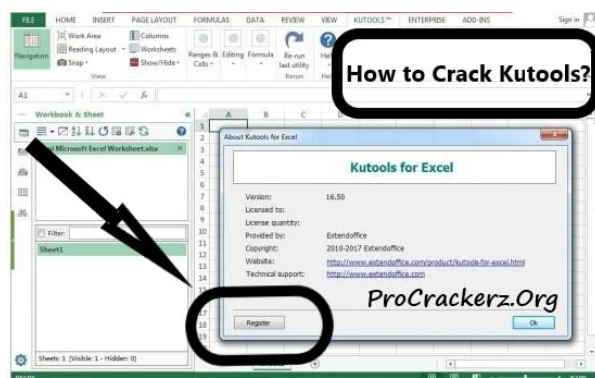 FILE HOME INSERT PAGE LAYOUT FORMULAS DATA REVIEW VIEW KUTOOLS ™ ENTERPRISE ADD-INS Sign in
Work Area
Reading Layout
Snap
Columns
Worksheets
Show/Hide
Navigation
View
Ranges & Cells
Editing
Formula
Re-run last utility
Rerun
How to Crack Kutools?
A1
fx
Workbook & Sheet
A B C
Microsoft Excel Worksheet.xlsx
Filter:
Sheet1
About Kutools for Excel
Kutools for Excel
Version: 16.50
Licensed to:
License quantity:
Provided by: Extendoffice
Copyright: 2010-2017 Extendoffice
Website: http://www.extendoffice.com/product/kutools-for-excel.html
Technical support: http://www.extendoffice.com
ProCrackerz.Org
Register
Ok
Sheets: 1 (Visible: 1 - Hidden: 0)